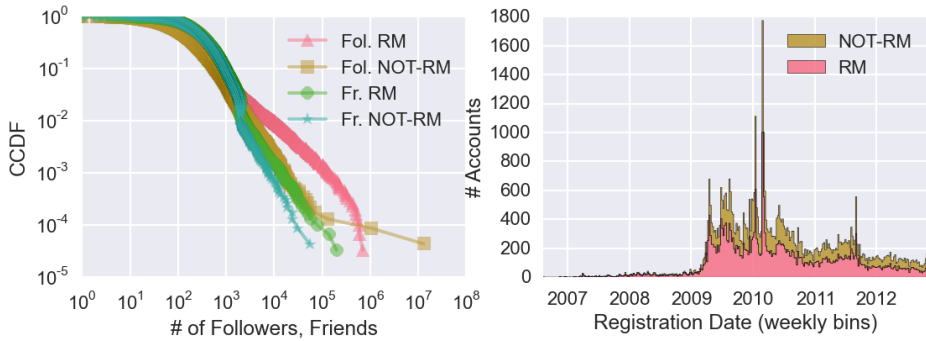 10^0
10^-1
10^-2
10^-3
10^-4
10^-5
CCDF
Fol. RM
Fol. NOT-RM
Fr. RM
Fr. NOT-RM
10^0 10^1 10^2 10^3 10^4 10^5 10^6 10^7 10^8
# of Followers, Friends
1800
1600
1400
1200
1000
800
600
400
200
0
# Accounts
NOT-RM
RM
2007 2008 2009 2010 2011 2012
Registration Date (weekly bins)